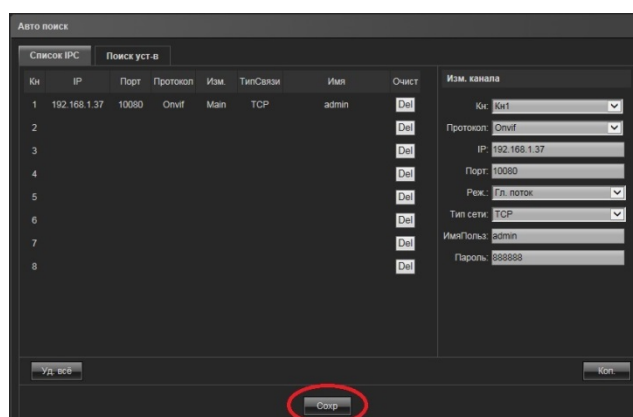 Авто поиск
Список IPC Поиск уст-в
Кн IP Порт Протокол Изм. ТипСвязи Имя Очист
1 192.168.1.37 10080 Onvif Main TCP admin Del
2 Del
3 Del
4 Del
5 Del
6 Del
7 Del
8 Del
Изм. канала
Кн: Кн1
Протокол: Onvif
IP: 192.168.1.37
Порт: 10080
Реж.: Гл. поток
Тип сети: TCP
ИмяПольз: admin
Пароль: 888888
Уд. всё Коп.
Сохр